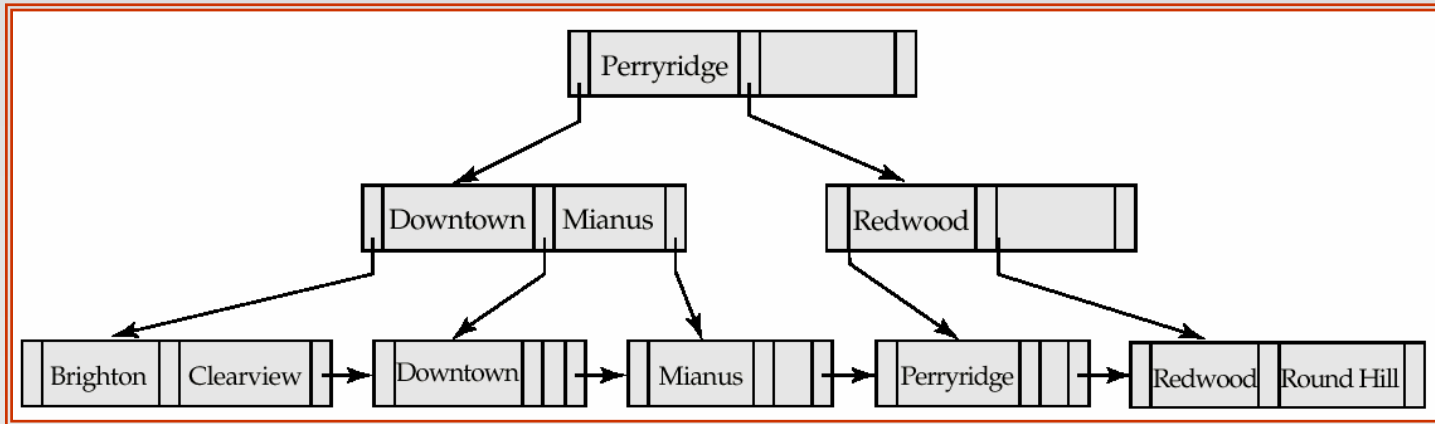 Perryridge
Downtown Mianus Redwood
Brighton Clearview Downtown Mianus Perryridge Redwood Round Hill